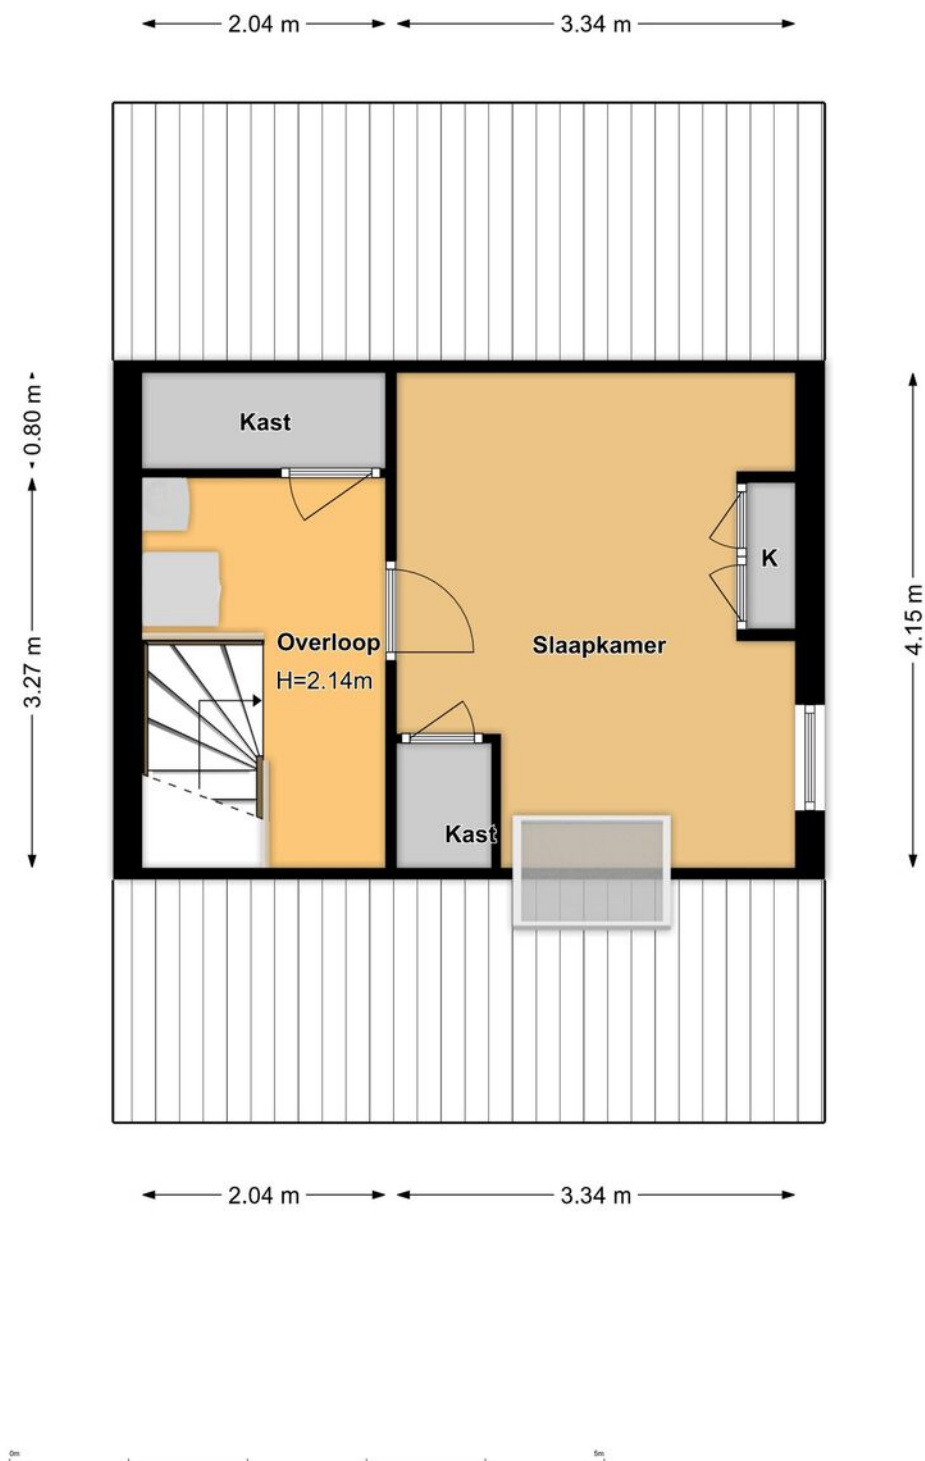 2.04 m
3.34 m
0.80 m
Kast
K
4.15 m
3.27 m
Overloop
H=2.14m
Slaapkamer
Kast
2.04 m
3.34 m
0m
5m